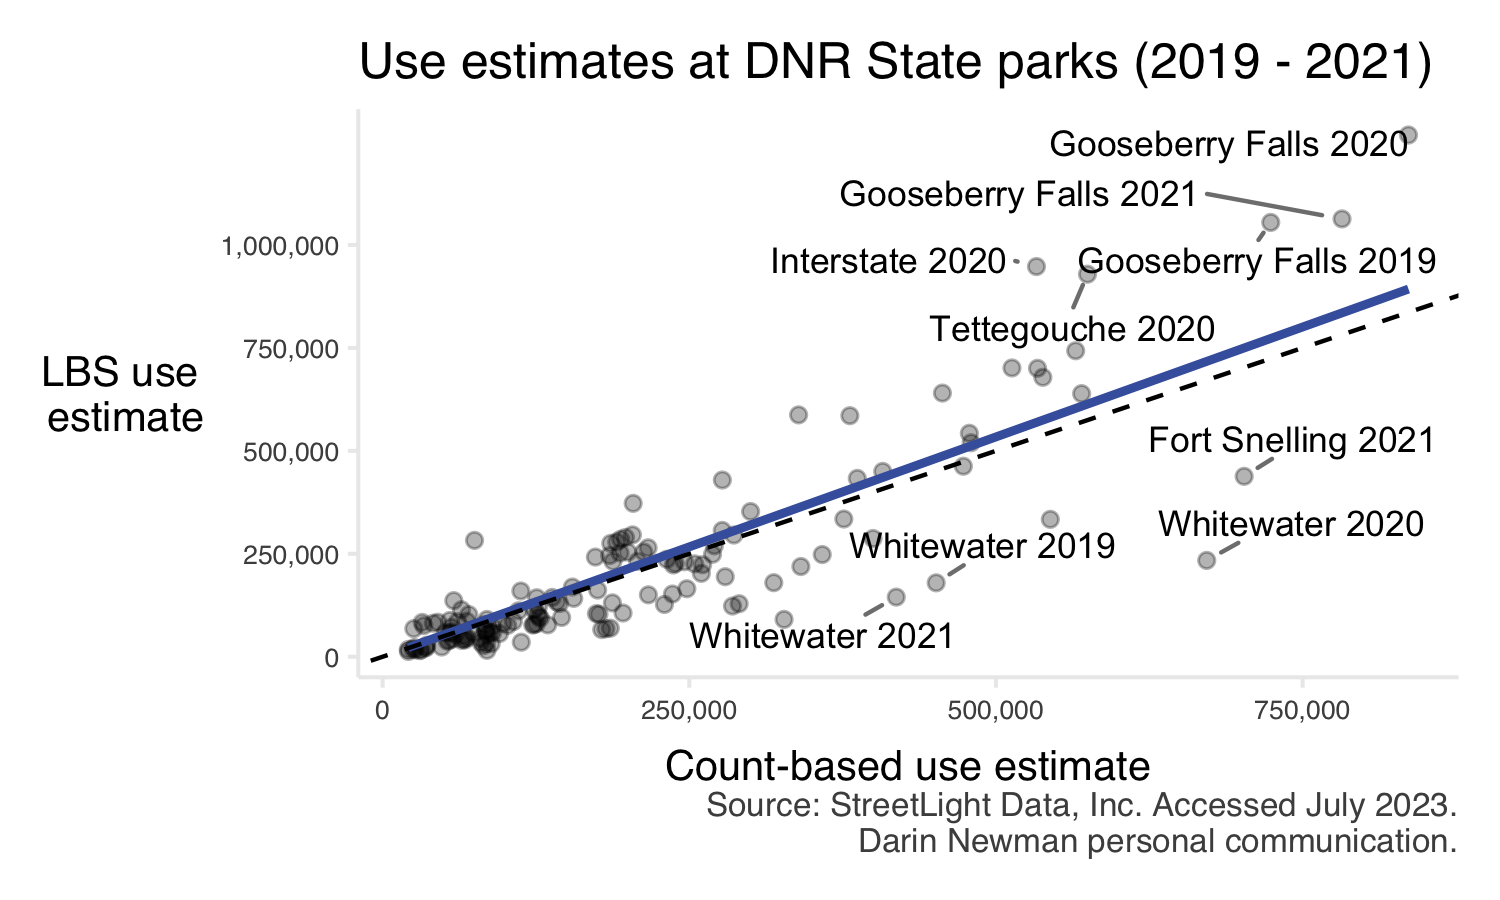 Use estimates at DNR State parks (2019 - 2021)
Gooseberry Falls 2020
Gooseberry Falls 2021
Interstate 2020
Gooseberry Falls 2019
Tettegouche 2020
Fort Snelling 2021
Whitewater 2020
Whitewater 2019
Whitewater 2021
LBS use
estimate
1,000,000
750,000
500,000
250,000
0
0
250,000
500,000
750,000
Count-based use estimate
Source: StreetLight Data, Inc. Accessed July 2023.
Darin Newman personal communication.